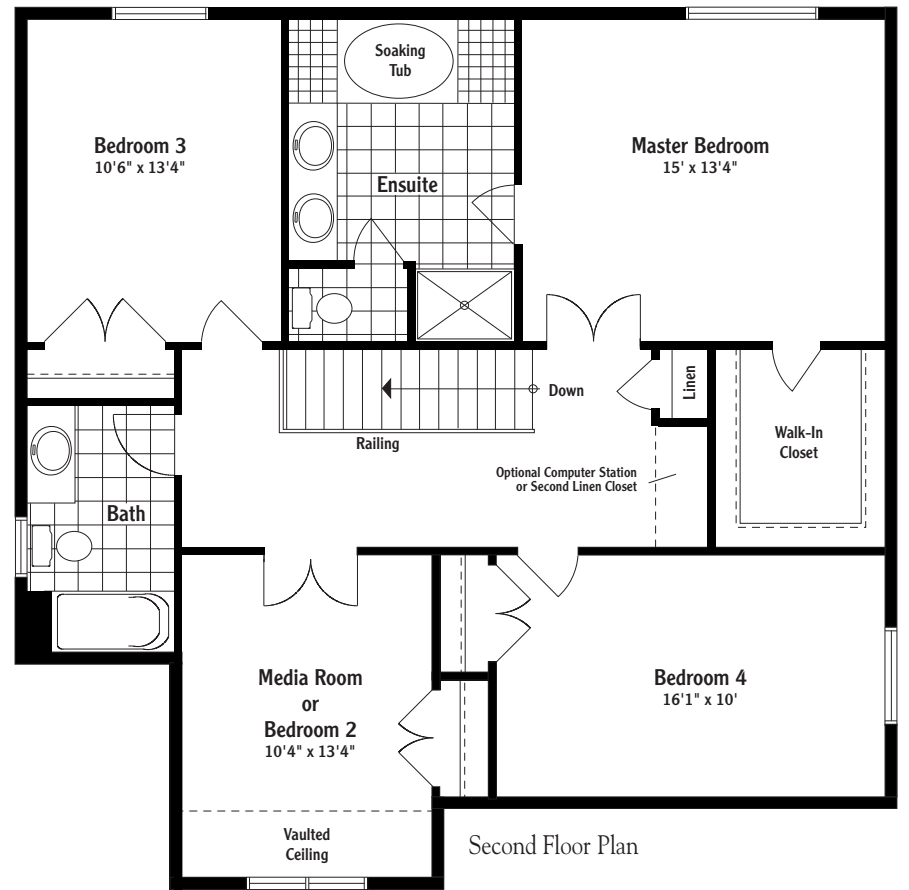 Soaking
Tub
Bedroom 3
10'6" x 13'4"
Master Bedroom
15' x 13'4"
Ensuite
Down
Linen
Railing
Walk-In
Closet
Optional Computer Station
or Second Linen Closet
Bath
Media Room
or
Bedroom 2
10'4" x 13'4"
Bedroom 4
16'1" x 10'
Vaulted
Ceiling
Second Floor Plan